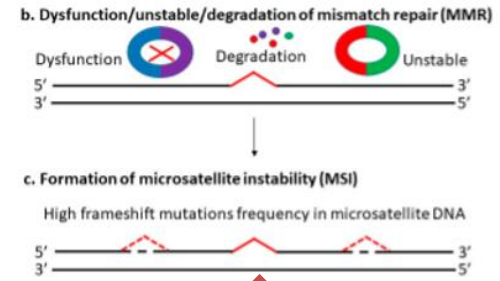 b. Dysfunction/unstable/degradation of mismatch repair (MMR)
Dysfunction Degradation Unstable
5′ 3′
3′ 5′
c. Formation of microsatellite instability (MSI)
High frameshift mutations frequency in microsatellite DNA
5′ 3′
3′ 5′